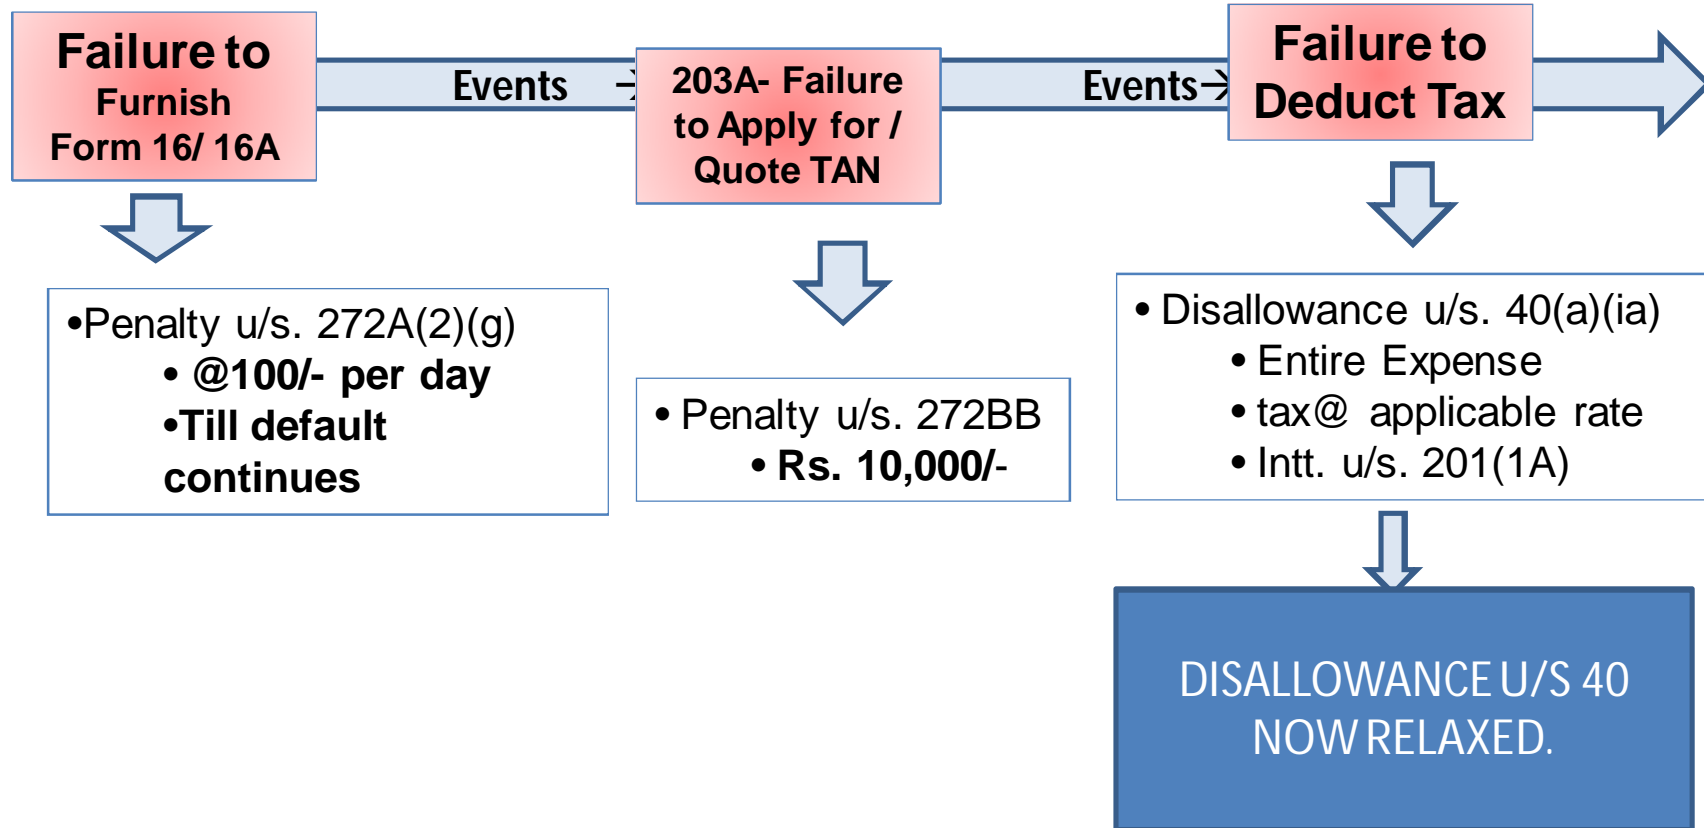 Failure to
Furnish
Form 16/ 16A
Events →
203A- Failure
to Apply for /
Quote TAN
Events→
Failure to
Deduct Tax
•Penalty u/s. 272A(2)(g)
• @100/- per day
•Till default
continues
• Penalty u/s. 272BB
• Rs. 10,000/-
• Disallowance u/s. 40(a)(ia)
• Entire Expense
• tax@ applicable rate
• Intt. u/s. 201(1A)
DISALLOWANCE U/S 40
NOW RELAXED.